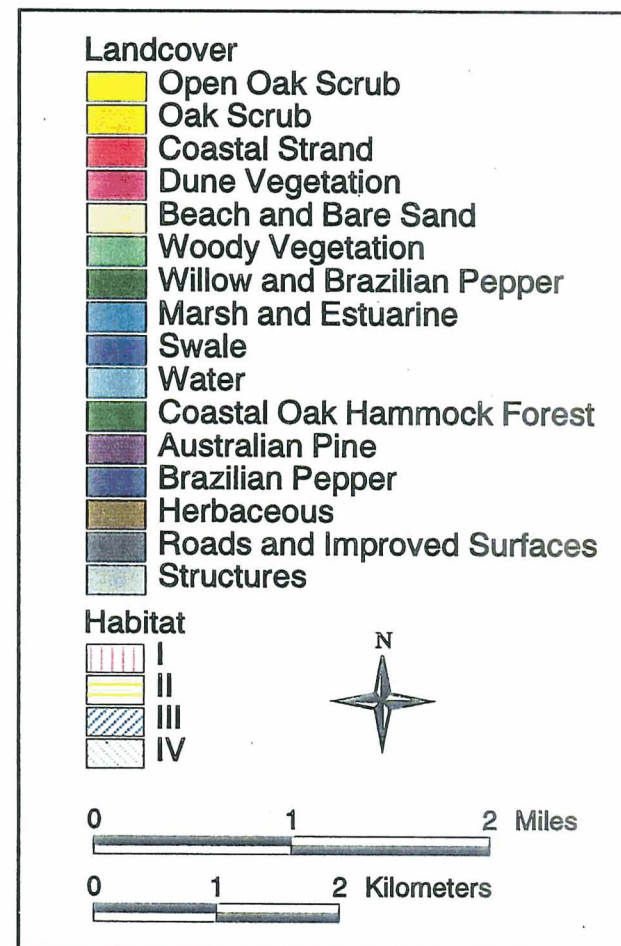 Landcover
Open Oak Scrub
Oak Scrub
Coastal Strand
Dune Vegetation
Beach and Bare Sand
Woody Vegetation
Willow and Brazilian Pepper
Marsh and Estuarine
Swale
Water
Coastal Oak Hammock Forest
Australian Pine
Brazilian Pepper
Herbaceous
Roads and Improved Surfaces
Structures
Habitat
I
II
III
IV
N
0 1 2 Miles
0 1 2 Kilometers